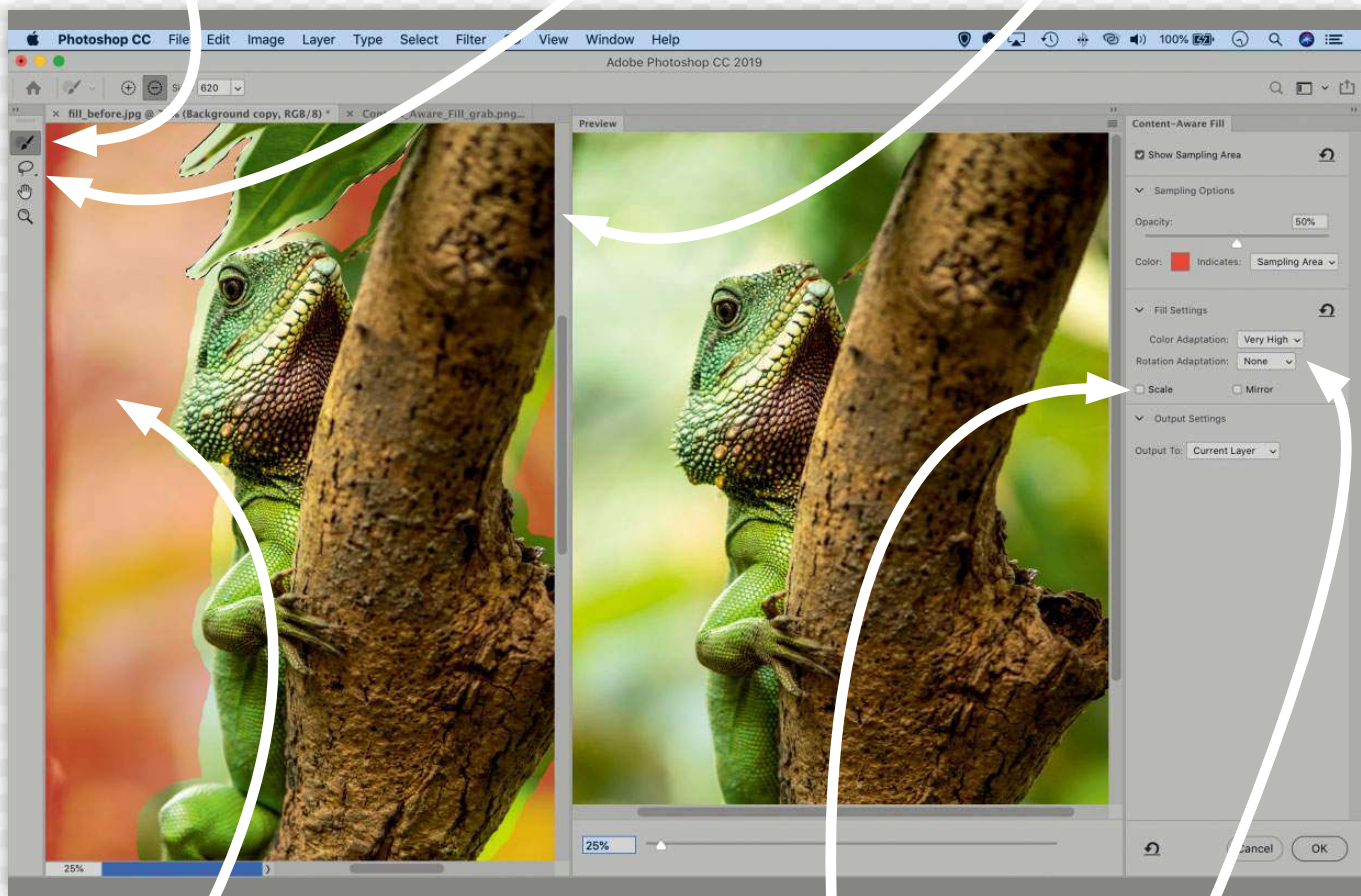 Photoshop CC File Edit Image Layer Type Select Filter View Window Help 100%
Adobe Photoshop CC 2019
620
× fill_before.jpg @ (Background copy, RGB/8) * × Aware_Fill_grab.png...
Preview
Content-Aware Fill
Show Sampling Area
Sampling Options
Opacity: 50%
Color: Indicates: Sampling Area
Fill Settings
Color Adaptation: Very High
Rotation Adaptation: None
Scale Mirror
Output Settings
Output To: Current Layer
25%
Cancel OK
25%